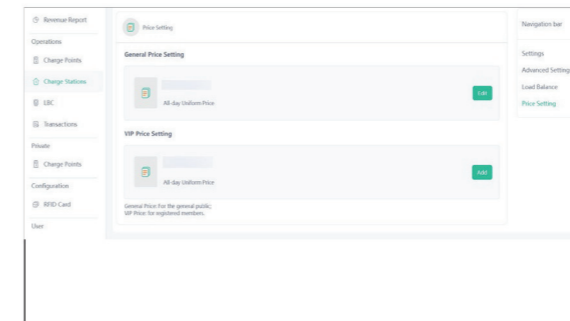 Revenue Report
Operations
Charge Points
Charge Stations
LBC
Transactions
Private
Charge Points
Configuration
RFID Card
User
Price Setting
General Price Setting
All-day Uniform Price
Edit
VIP Price Setting
All-day Uniform Price
Add
General Price: For the general public;
VIP Price: for registered members.
Navigation bar
Settings
Advanced Setting
Load Balance
Price Setting